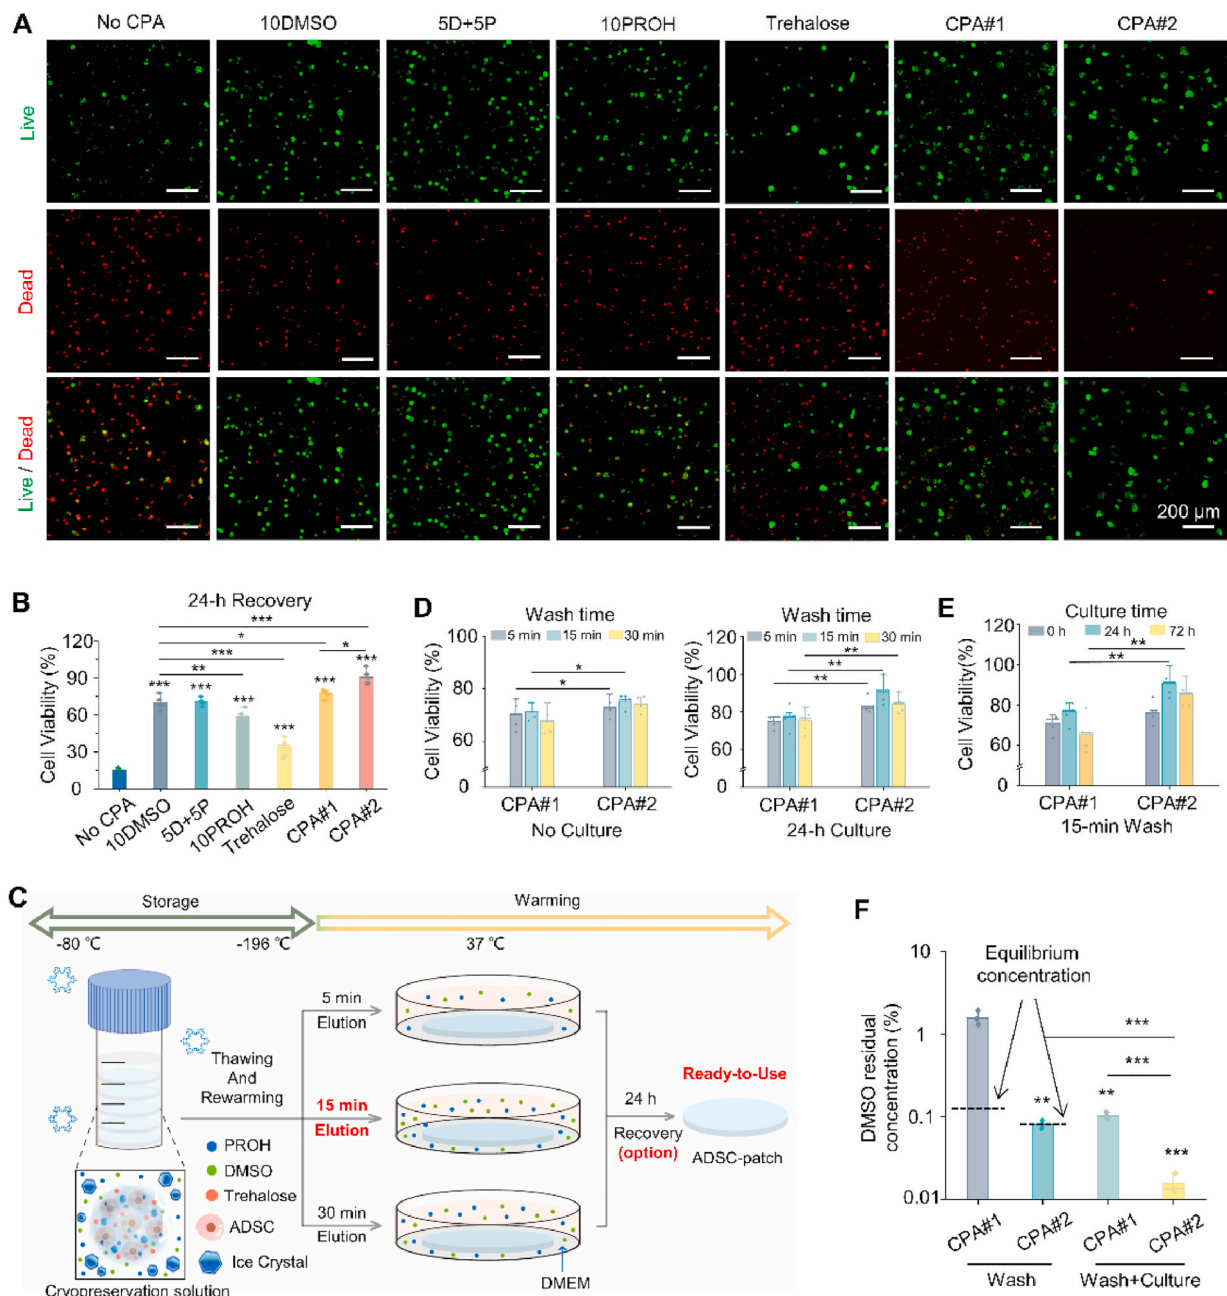 A
No CPA
10DMSO
5D+5P
10PROH
Trehalose
CPA#1
CPA#2
Live
Dead
Live / Dead
200 μm
B
24-h Recovery
Cell Viability (%)
120
90
60
30
0
***
*
***
**
*
***
***
***
***
***
***
No CPA
10DMSO
5D+5P
10PROH
Trehalose
CPA#1
CPA#2
D
Wash time
5 min
15 min
30 min
Cell Viability (%)
100
80
60
0
*
*
CPA#1
CPA#2
No Culture
Wash time
5 min
15 min
30 min
Cell Viability (%)
120
100
80
60
0
**
**
**
CPA#1
CPA#2
24-h Culture
E
Culture time
0 h
24 h
72 h
Cell Viability(%)
120
100
80
60
0
**
**
CPA#1
CPA#2
15-min Wash
C
Storage
Warming
-80 ℃
-196 ℃
37 ℃
Thawing
And
Rewarming
5 min
Elution
15 min
Elution
30 min
Elution
24 h
Recovery
(option)
Ready-to-Use
ADSC-patch
DMEM
PROH
DMSO
Trehalose
ADSC
Ice Crystal
Cryopreservation solution
F
DMSO residual
concentration (%)
10
1
0.1
0.01
Equilibrium
concentration
***
***
**
**
***
CPA#1
CPA#2
CPA#1
CPA#2
Wash
Wash+Culture